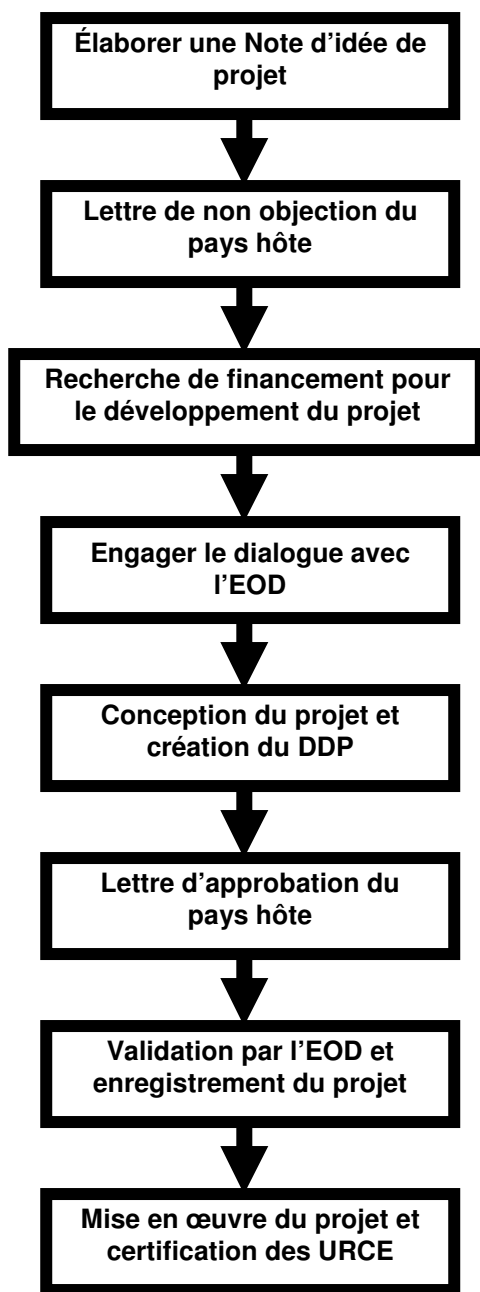 Élaborer une Note d'idée de
projet
Lettre de non objection du
pays hôte
Recherche de financement pour
le développement du projet
Engager le dialogue avec
l'EOD
Conception du projet et
création du DDP
Lettre d'approbation du
pays hôte
Validation par l'EOD et
enregistrement du projet
Mise en œuvre du projet et
certification des URCE